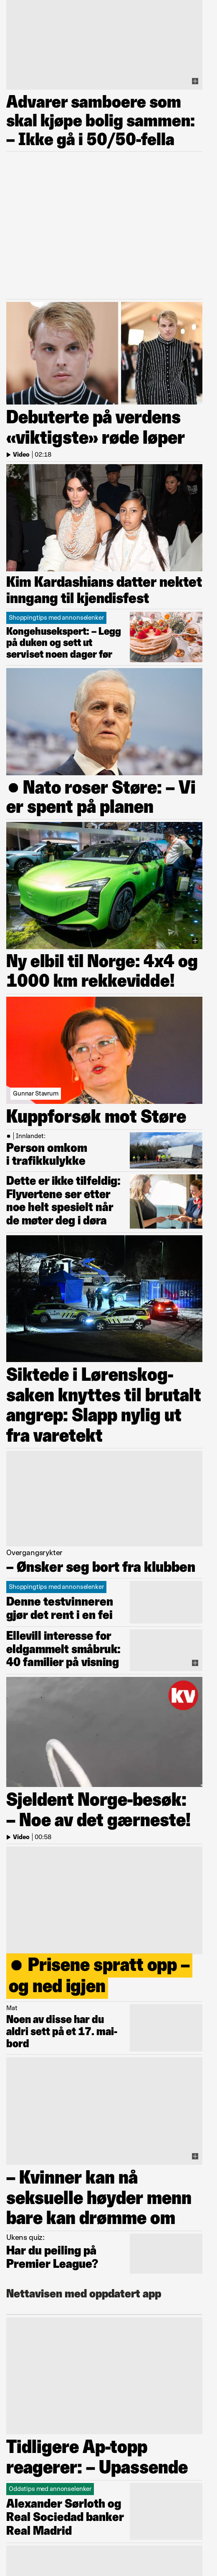 Advarer samboere som
skal kjøpe bolig sammen:
– Ikke gå i 50/50-fella
Debuterte på verdens
«viktigste» røde løper
Video | 02:18
Kim Kardashians datter nektet
inngang til kjendisfest
Shoppingtips med annonselenker
Kongehusekspert: – Legg
på duken og sett ut
serviset noen dager før
● Nato roser Støre: – Vi
er spent på planen
Ny elbil til Norge: 4x4 og
1000 km rekkevidde!
Gunnar Stavrum
Kuppforsøk mot Støre
● | Innlandet:
Person omkom
i trafikkulykke
Dette er ikke tilfeldig:
Flyvertene ser etter
noe helt spesielt når
de møter deg i døra
Siktede i Lørenskog-
saken knyttes til brutalt
angrep: Slapp nylig ut
fra varetekt
Overgangsrykter
– Ønsker seg bort fra klubben
Shoppingtips med annonselenker
Denne testvinneren
gjør det rent i en fei
Ellevill interesse for
eldgammelt småbruk:
40 familier på visning
kv
Sjeldent Norge-besøk:
– Noe av det gærneste!
Video | 00:58
● Prisene spratt opp –
og ned igjen
Mat
Noen av disse har du
aldri sett på et 17. mai-
bord
– Kvinner kan nå
seksuelle høyder menn
bare kan drømme om
Ukens quiz:
Har du peiling på
Premier League?
Nettavisen med oppdatert app
Tidligere Ap-topp
reagerer: – Upassende
Oddstips med annonselenker
Alexander Sørloth og
Real Sociedad banker
Real Madrid